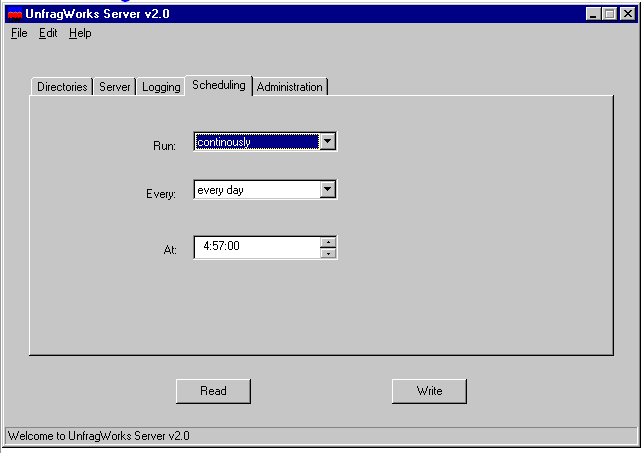 UnfragWorks Server v2.0
File Edit Help
Directories Server Logging Scheduling Administration
Run: continously
Every: every day
At: 4:57:00
Read Write
Welcome to UnfragWorks Server v2.0